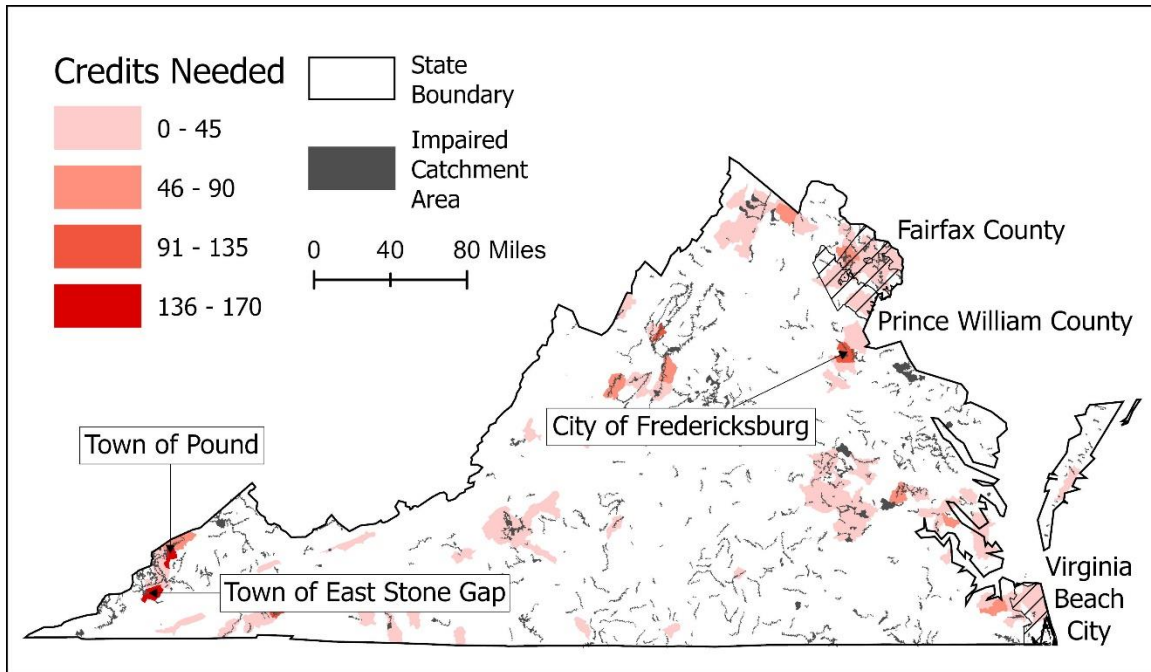 Credits Needed
0 - 45
46 - 90
91 - 135
136 - 170
State
Boundary
Impaired
Catchment
Area
0 40 80 Miles
Fairfax County
Prince William County
City of Fredericksburg
Town of Pound
Town of East Stone Gap
Virginia
Beach
City